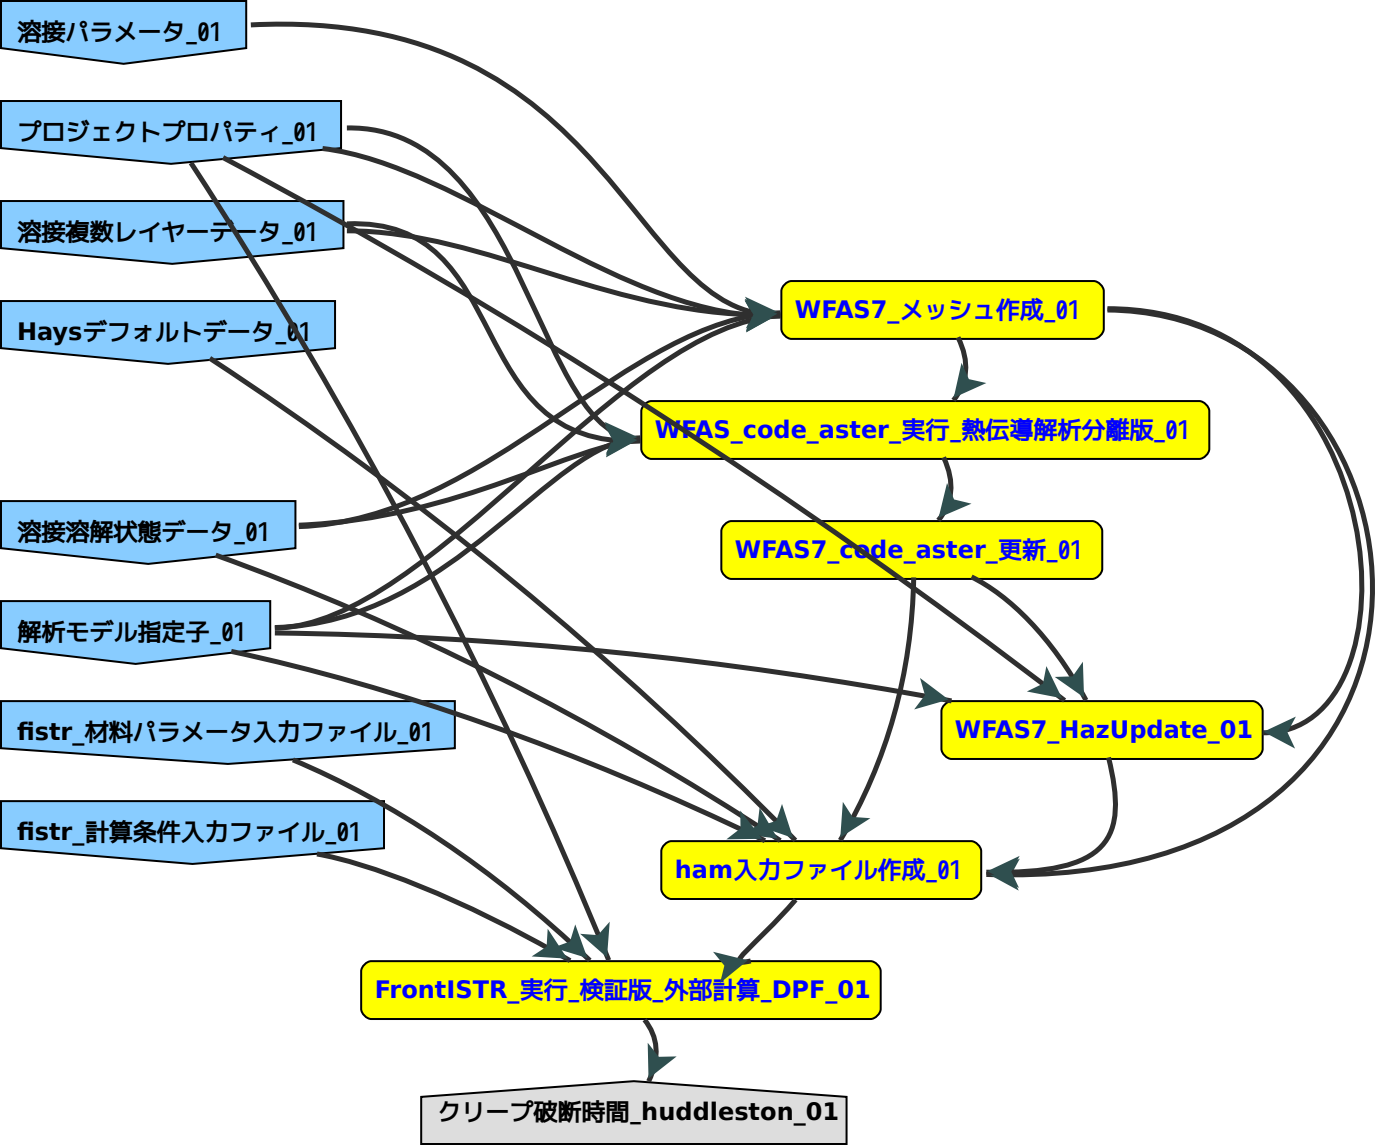 溶接パラメータ_01
プロジェクトプロパティ_01
溶接複数レイヤーデータ_01
Haysデフォルトデータ_01
WFAS7_メッシュ作成_01
WFAS_code_aster_実行_熱伝導解析分離版_01
溶接溶解状態データ_01
WFAS7_code_aster_更新_01
解析モデル指定子_01
fistr_材料パラメータ入力ファイル_01
WFAS7_HazUpdate_01
fistr_計算条件入力ファイル_01
ham入力ファイル作成_01
FrontISTR_実行_検証版_外部計算_DPF_01
クリープ破断時間_huddleston_01